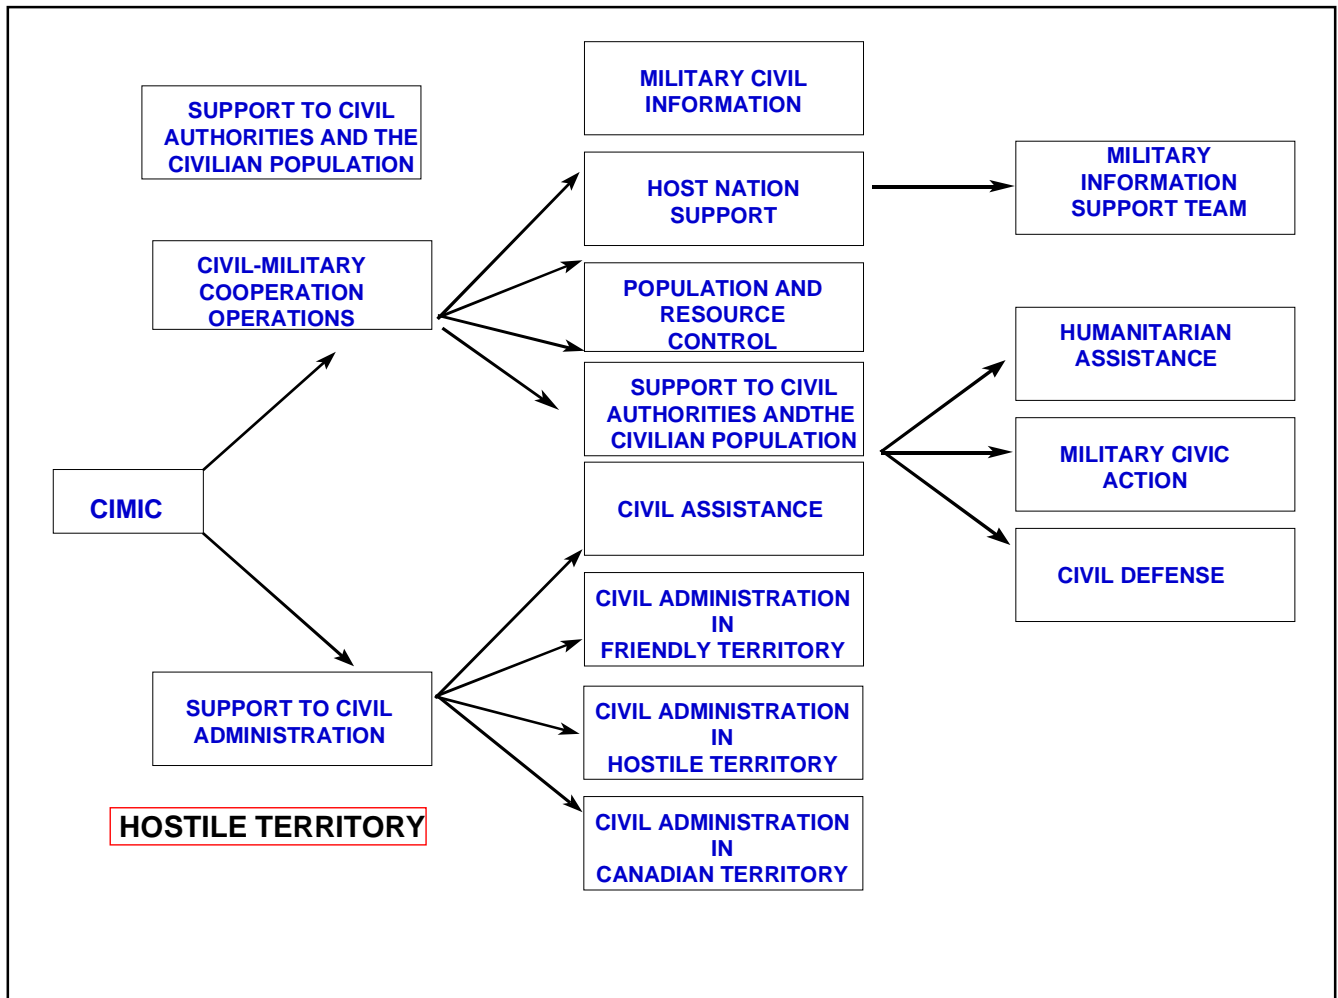 SUPPORT TO CIVIL
AUTHORITIES AND THE
CIVILIAN POPULATION
CIVIL-MILITARY
COOPERATION
OPERATIONS
CIMIC
SUPPORT TO CIVIL
ADMINISTRATION
HOSTILE TERRITORY
MILITARY CIVIL
INFORMATION
HOST NATION
SUPPORT
POPULATION AND
RESOURCE
CONTROL
SUPPORT TO CIVIL
AUTHORITIES ANDTHE
CIVILIAN POPULATION
CIVIL ASSISTANCE
CIVIL ADMINISTRATION
IN
FRIENDLY TERRITORY
CIVIL ADMINISTRATION
IN
HOSTILE TERRITORY
CIVIL ADMINISTRATION
IN
CANADIAN TERRITORY
MILITARY
INFORMATION
SUPPORT TEAM
HUMANITARIAN
ASSISTANCE
MILITARY CIVIC
ACTION
CIVIL DEFENSE